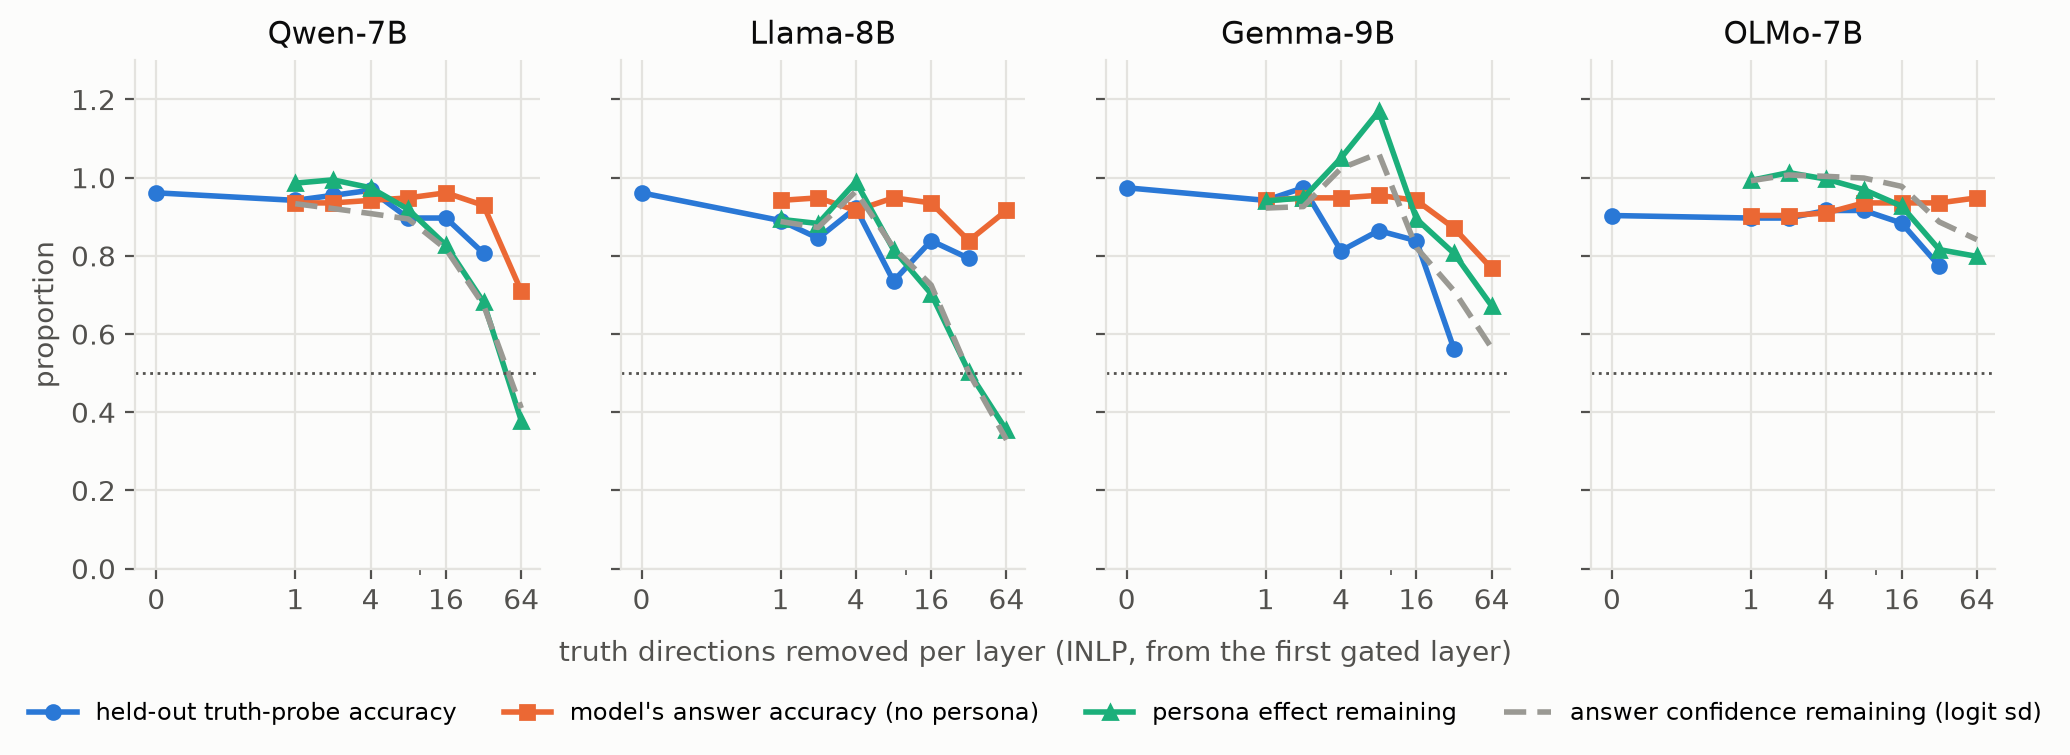 Qwen-7B Llama-8B Gemma-9B OLMo-7B
proportion
1.2
1.0
0.8
0.6
0.4
0.2
0.0
0 1 4 16 64 0 1 4 16 64 0 1 4 16 64 0 1 4 16 64
truth directions removed per layer (INLP, from the first gated layer)
held-out truth-probe accuracy model's answer accuracy (no persona) persona effect remaining answer confidence remaining (logit sd)